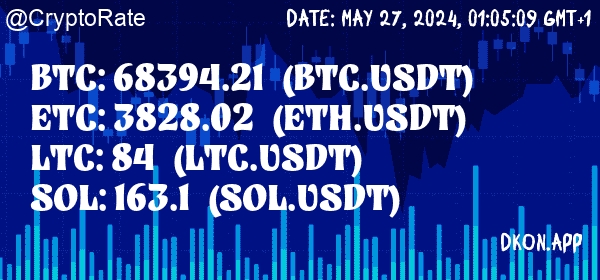 @CryptoRate
DATE: MAY 27, 2024, 01:05:09 GMT+1
BTC: 68394.21 (BTC.USDT)
ETC: 3828.02 (ETH.USDT)
LTC: 84 (LTC.USDT)
SOL: 163.1 (SOL.USDT)
DKON.APP